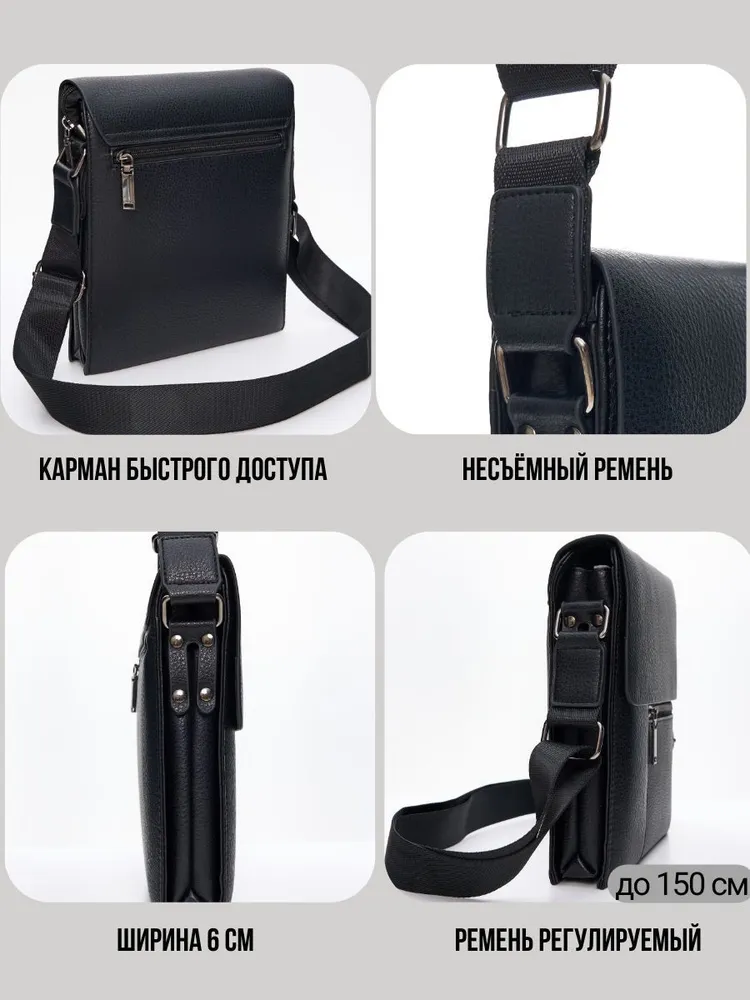 КАРМАН БЫСТРОГО ДОСТУПА
НЕСЪЁМНЫЙ РЕМЕНЬ
до 150 см
ШИРИНА 6 СМ
РЕМЕНЬ РЕГУЛИРУЕМЫЙ